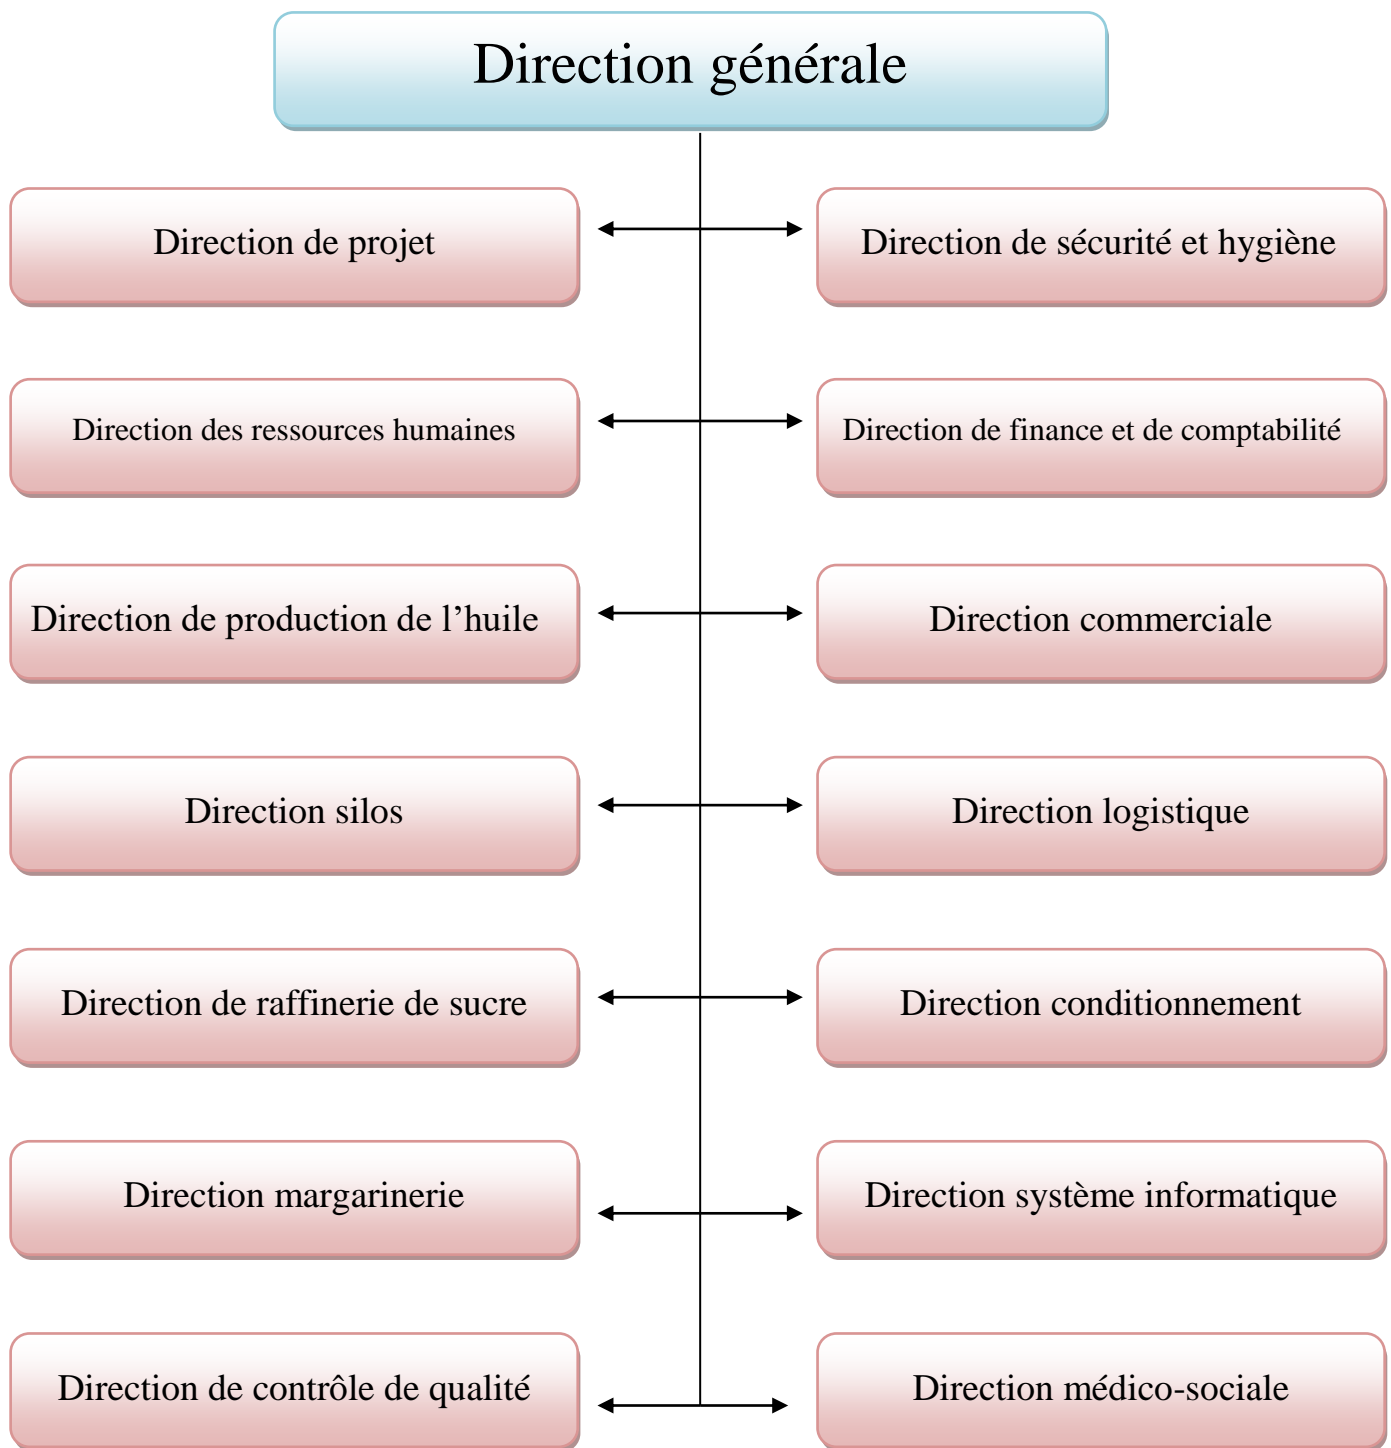 Direction générale
Direction de projet
Direction de sécurité et hygiène
Direction des ressources humaines
Direction de finance et de comptabilité
Direction de production de l’huile
Direction commerciale
Direction silos
Direction logistique
Direction de raffinerie de sucre
Direction conditionnement
Direction margarinerie
Direction système informatique
Direction de contrôle de qualité
Direction médico-sociale